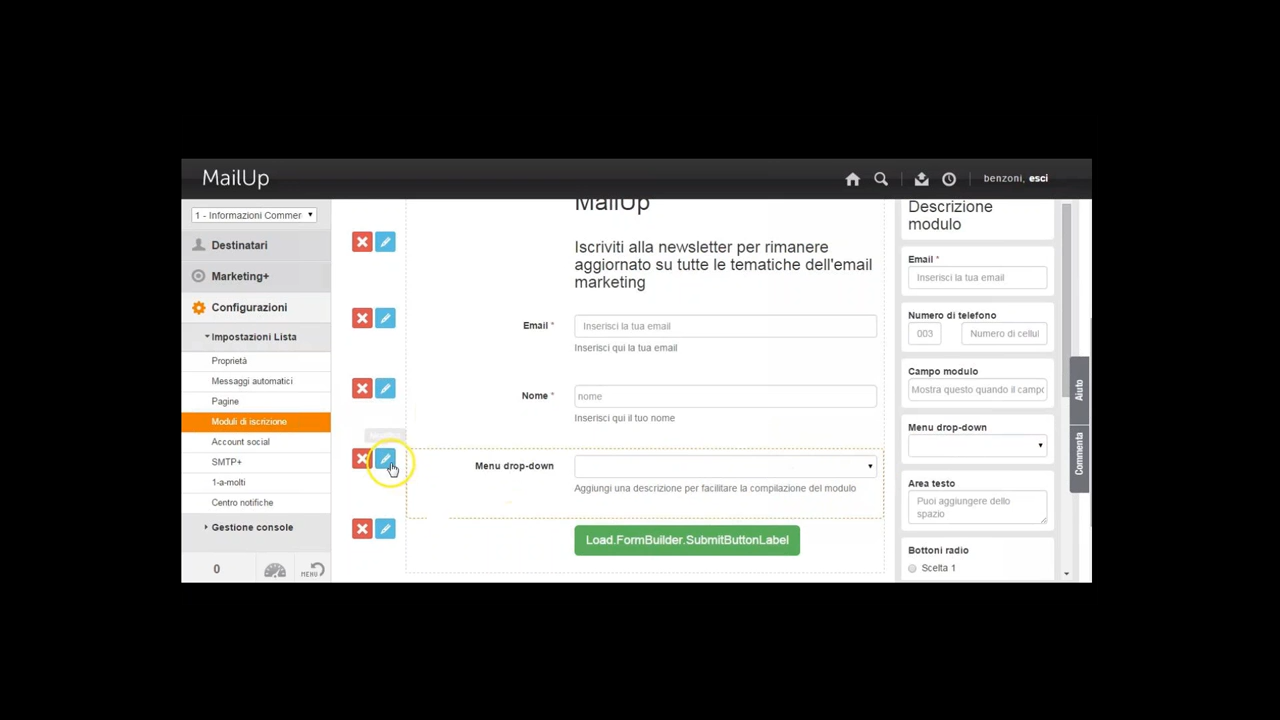 MailUp
benzoni, esci
1 - Informazioni Commer
Destinatari
Marketing+
Configurazioni
Impostazioni Lista
Proprietà
Messaggi automatici
Pagine
Moduli di iscrizione
Account social
SMTP+
1-a-molti
Centro notifiche
Gestione console
0
MENU
MailUp
Iscriviti alla newsletter per rimanere
aggiornato su tutte le tematiche dell'email
marketing
Email *
Inserisci la tua email
Inserisci qui la tua email
Nome *
nome
Inserisci qui il tuo nome
Menu drop-down
Aggiungi una descrizione per facilitare la compilazione del modulo
Load.FormBuilder.SubmitButtonLabel
Descrizione
modulo
Email *
Inserisci la tua email
Numero di telefono
003
Numero di cellul
Campo modulo
Mostra questo quando il campo
Menu drop-down
Area testo
Puoi aggiungere dello
spazio
Bottoni radio
Scelta 1
Aiuto
Commenta